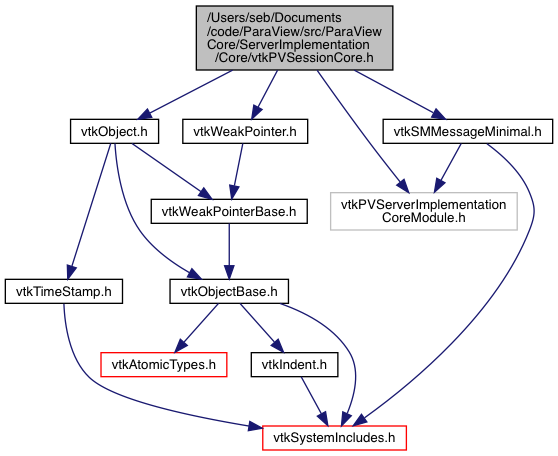 /Users/seb/Documents
/code/ParaView/src/ParaView
Core/ServerImplementation
/Core/vtkPVSessionCore.h
vtkObject.h
vtkWeakPointer.h
vtkSMMessageMinimal.h
vtkWeakPointerBase.h
vtkPVServerImplementation
CoreModule.h
vtkTimeStamp.h
vtkObjectBase.h
vtkAtomicTypes.h
vtkIndent.h
vtkSystemIncludes.h